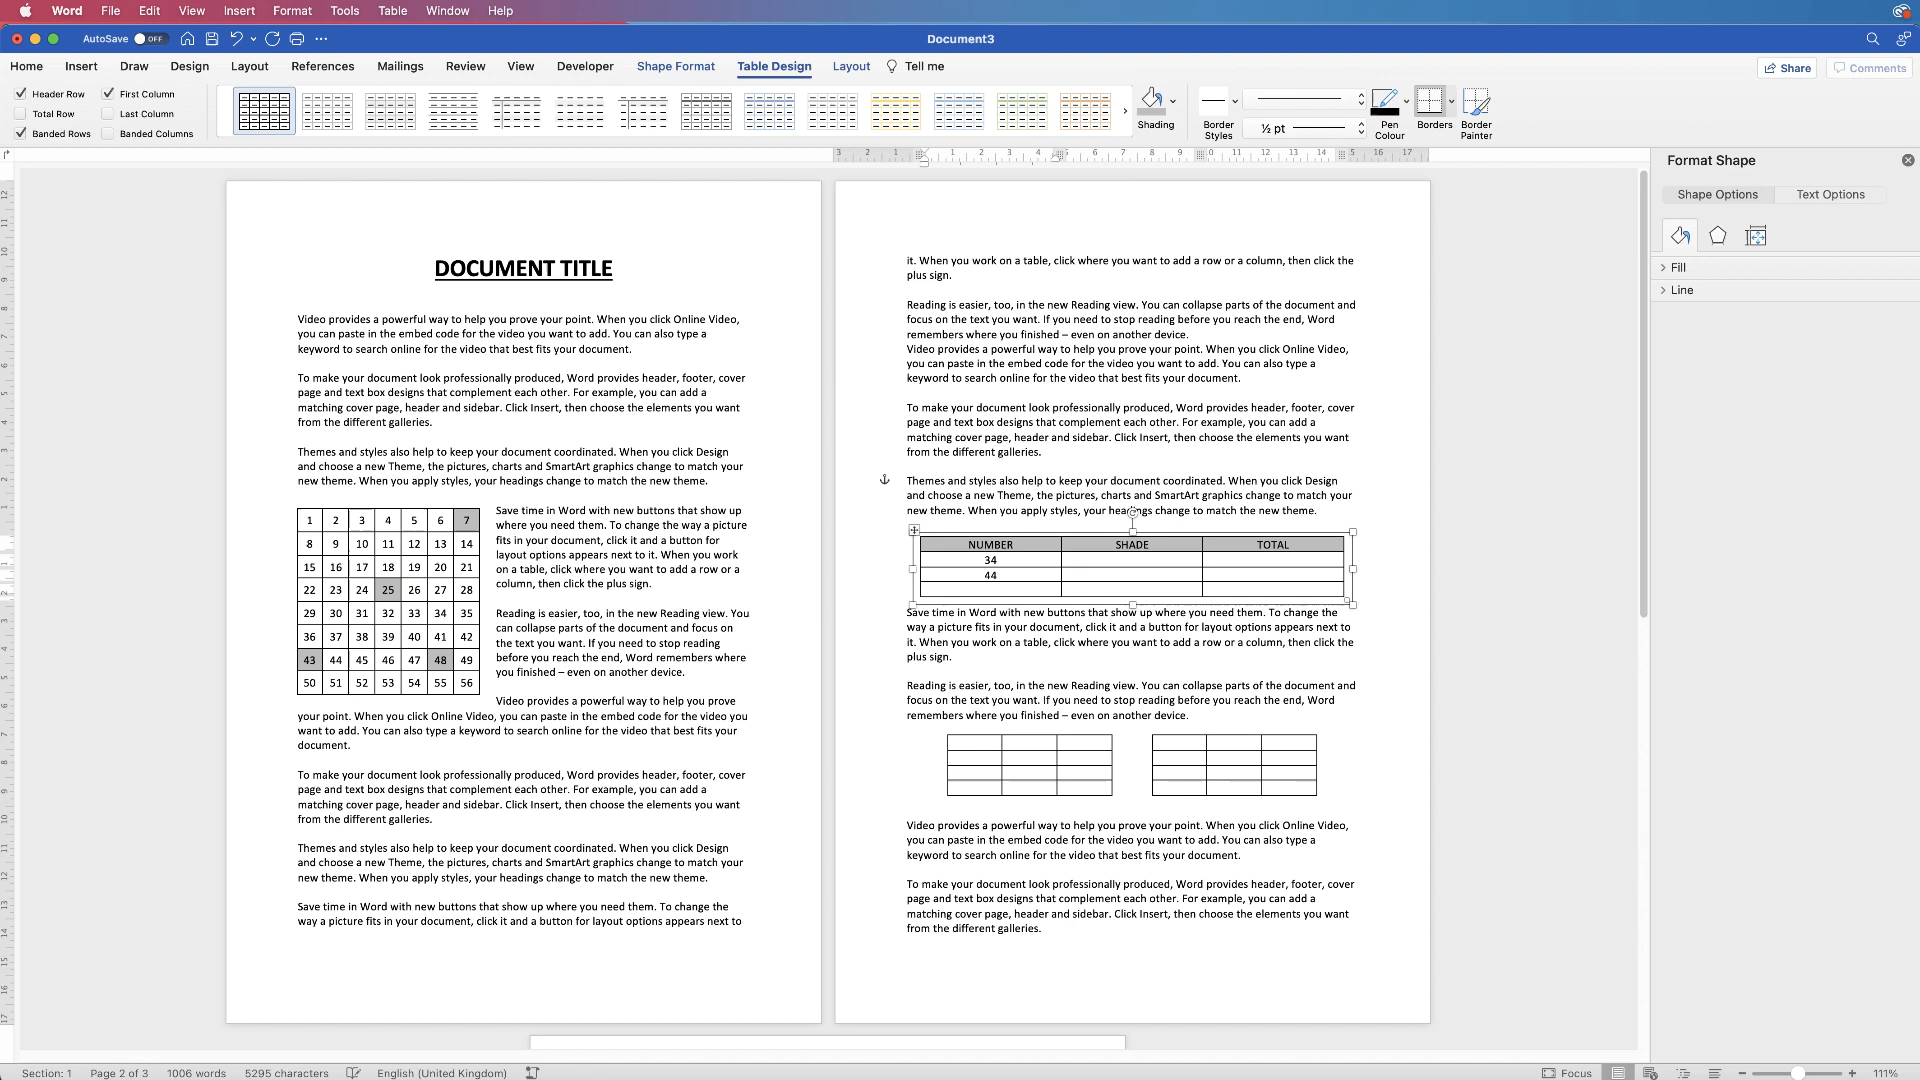 Word File Edit View Insert Format Tools Table Window Help
AutoSave OFF Document3
Home Insert Draw Design Layout References Mailings Review View Developer Shape Format Table Design Layout Tell me Share Comments
Header Row First Column
Total Row Last Column
Banded Rows Banded Columns
Shading
Border Styles
½ pt
Pen Colour
Borders
Border Painter
3 2 1 1 2 3 4 5 6 7 8 9 10 11 12 13 14 15 16 17
DOCUMENT TITLE
Video provides a powerful way to help you prove your point. When you click Online Video,
you can paste in the embed code for the video you want to add. You can also type a
keyword to search online for the video that best fits your document.
To make your document look professionally produced, Word provides header, footer, cover
page and text box designs that complement each other. For example, you can add a
matching cover page, header and sidebar. Click Insert, then choose the elements you want
from the different galleries.
Themes and styles also help to keep your document coordinated. When you click Design
and choose a new Theme, the pictures, charts and SmartArt graphics change to match your
new theme. When you apply styles, your headings change to match the new theme.
1 2 3 4 5 6 7
8 9 10 11 12 13 14
15 16 17 18 19 20 21
22 23 24 25 26 27 28
29 30 31 32 33 34 35
36 37 38 39 40 41 42
43 44 45 46 47 48 49
50 51 52 53 54 55 56
Save time in Word with new buttons that show up
where you need them. To change the way a picture
fits in your document, click it and a button for
layout options appears next to it. When you work
on a table, click where you want to add a row or a
column, then click the plus sign.
Reading is easier, too, in the new Reading view. You
can collapse parts of the document and focus on
the text you want. If you need to stop reading
before you reach the end, Word remembers where
you finished – even on another device.
Video provides a powerful way to help you prove
your point. When you click Online Video, you can paste in the embed code for the video you
want to add. You can also type a keyword to search online for the video that best fits your
document.
To make your document look professionally produced, Word provides header, footer, cover
page and text box designs that complement each other. For example, you can add a
matching cover page, header and sidebar. Click Insert, then choose the elements you want
from the different galleries.
Themes and styles also help to keep your document coordinated. When you click Design
and choose a new Theme, the pictures, charts and SmartArt graphics change to match your
new theme. When you apply styles, your headings change to match the new theme.
Save time in Word with new buttons that show up where you need them. To change the
way a picture fits in your document, click it and a button for layout options appears next to
it. When you work on a table, click where you want to add a row or a column, then click the
plus sign.
Reading is easier, too, in the new Reading view. You can collapse parts of the document and
focus on the text you want. If you need to stop reading before you reach the end, Word
remembers where you finished – even on another device.
Video provides a powerful way to help you prove your point. When you click Online Video,
you can paste in the embed code for the video you want to add. You can also type a
keyword to search online for the video that best fits your document.
To make your document look professionally produced, Word provides header, footer, cover
page and text box designs that complement each other. For example, you can add a
matching cover page, header and sidebar. Click Insert, then choose the elements you want
from the different galleries.
Themes and styles also help to keep your document coordinated. When you click Design
and choose a new Theme, the pictures, charts and SmartArt graphics change to match your
new theme. When you apply styles, your headings change to match the new theme.
NUMBER SHADE TOTAL
34
44
Save time in Word with new buttons that show up where you need them. To change the
way a picture fits in your document, click it and a button for layout options appears next to
it. When you work on a table, click where you want to add a row or a column, then click the
plus sign.
Reading is easier, too, in the new Reading view. You can collapse parts of the document and
focus on the text you want. If you need to stop reading before you reach the end, Word
remembers where you finished – even on another device.
Video provides a powerful way to help you prove your point. When you click Online Video,
you can paste in the embed code for the video you want to add. You can also type a
keyword to search online for the video that best fits your document.
To make your document look professionally produced, Word provides header, footer, cover
page and text box designs that complement each other. For example, you can add a
matching cover page, header and sidebar. Click Insert, then choose the elements you want
from the different galleries.
Format Shape
Shape Options Text Options
Fill
Line
Section: 1 Page 2 of 3 1006 words 5295 characters English (United Kingdom) Focus 111%